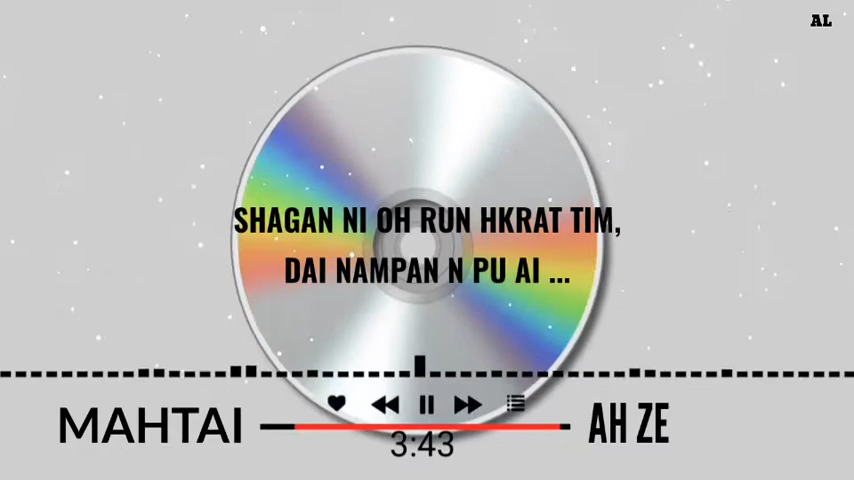 AL
SHAGAN NI OH RUN HKRAT TIM,
DAI NAMPAN N PU AI ...
MAHTAI
AH ZE
3:43